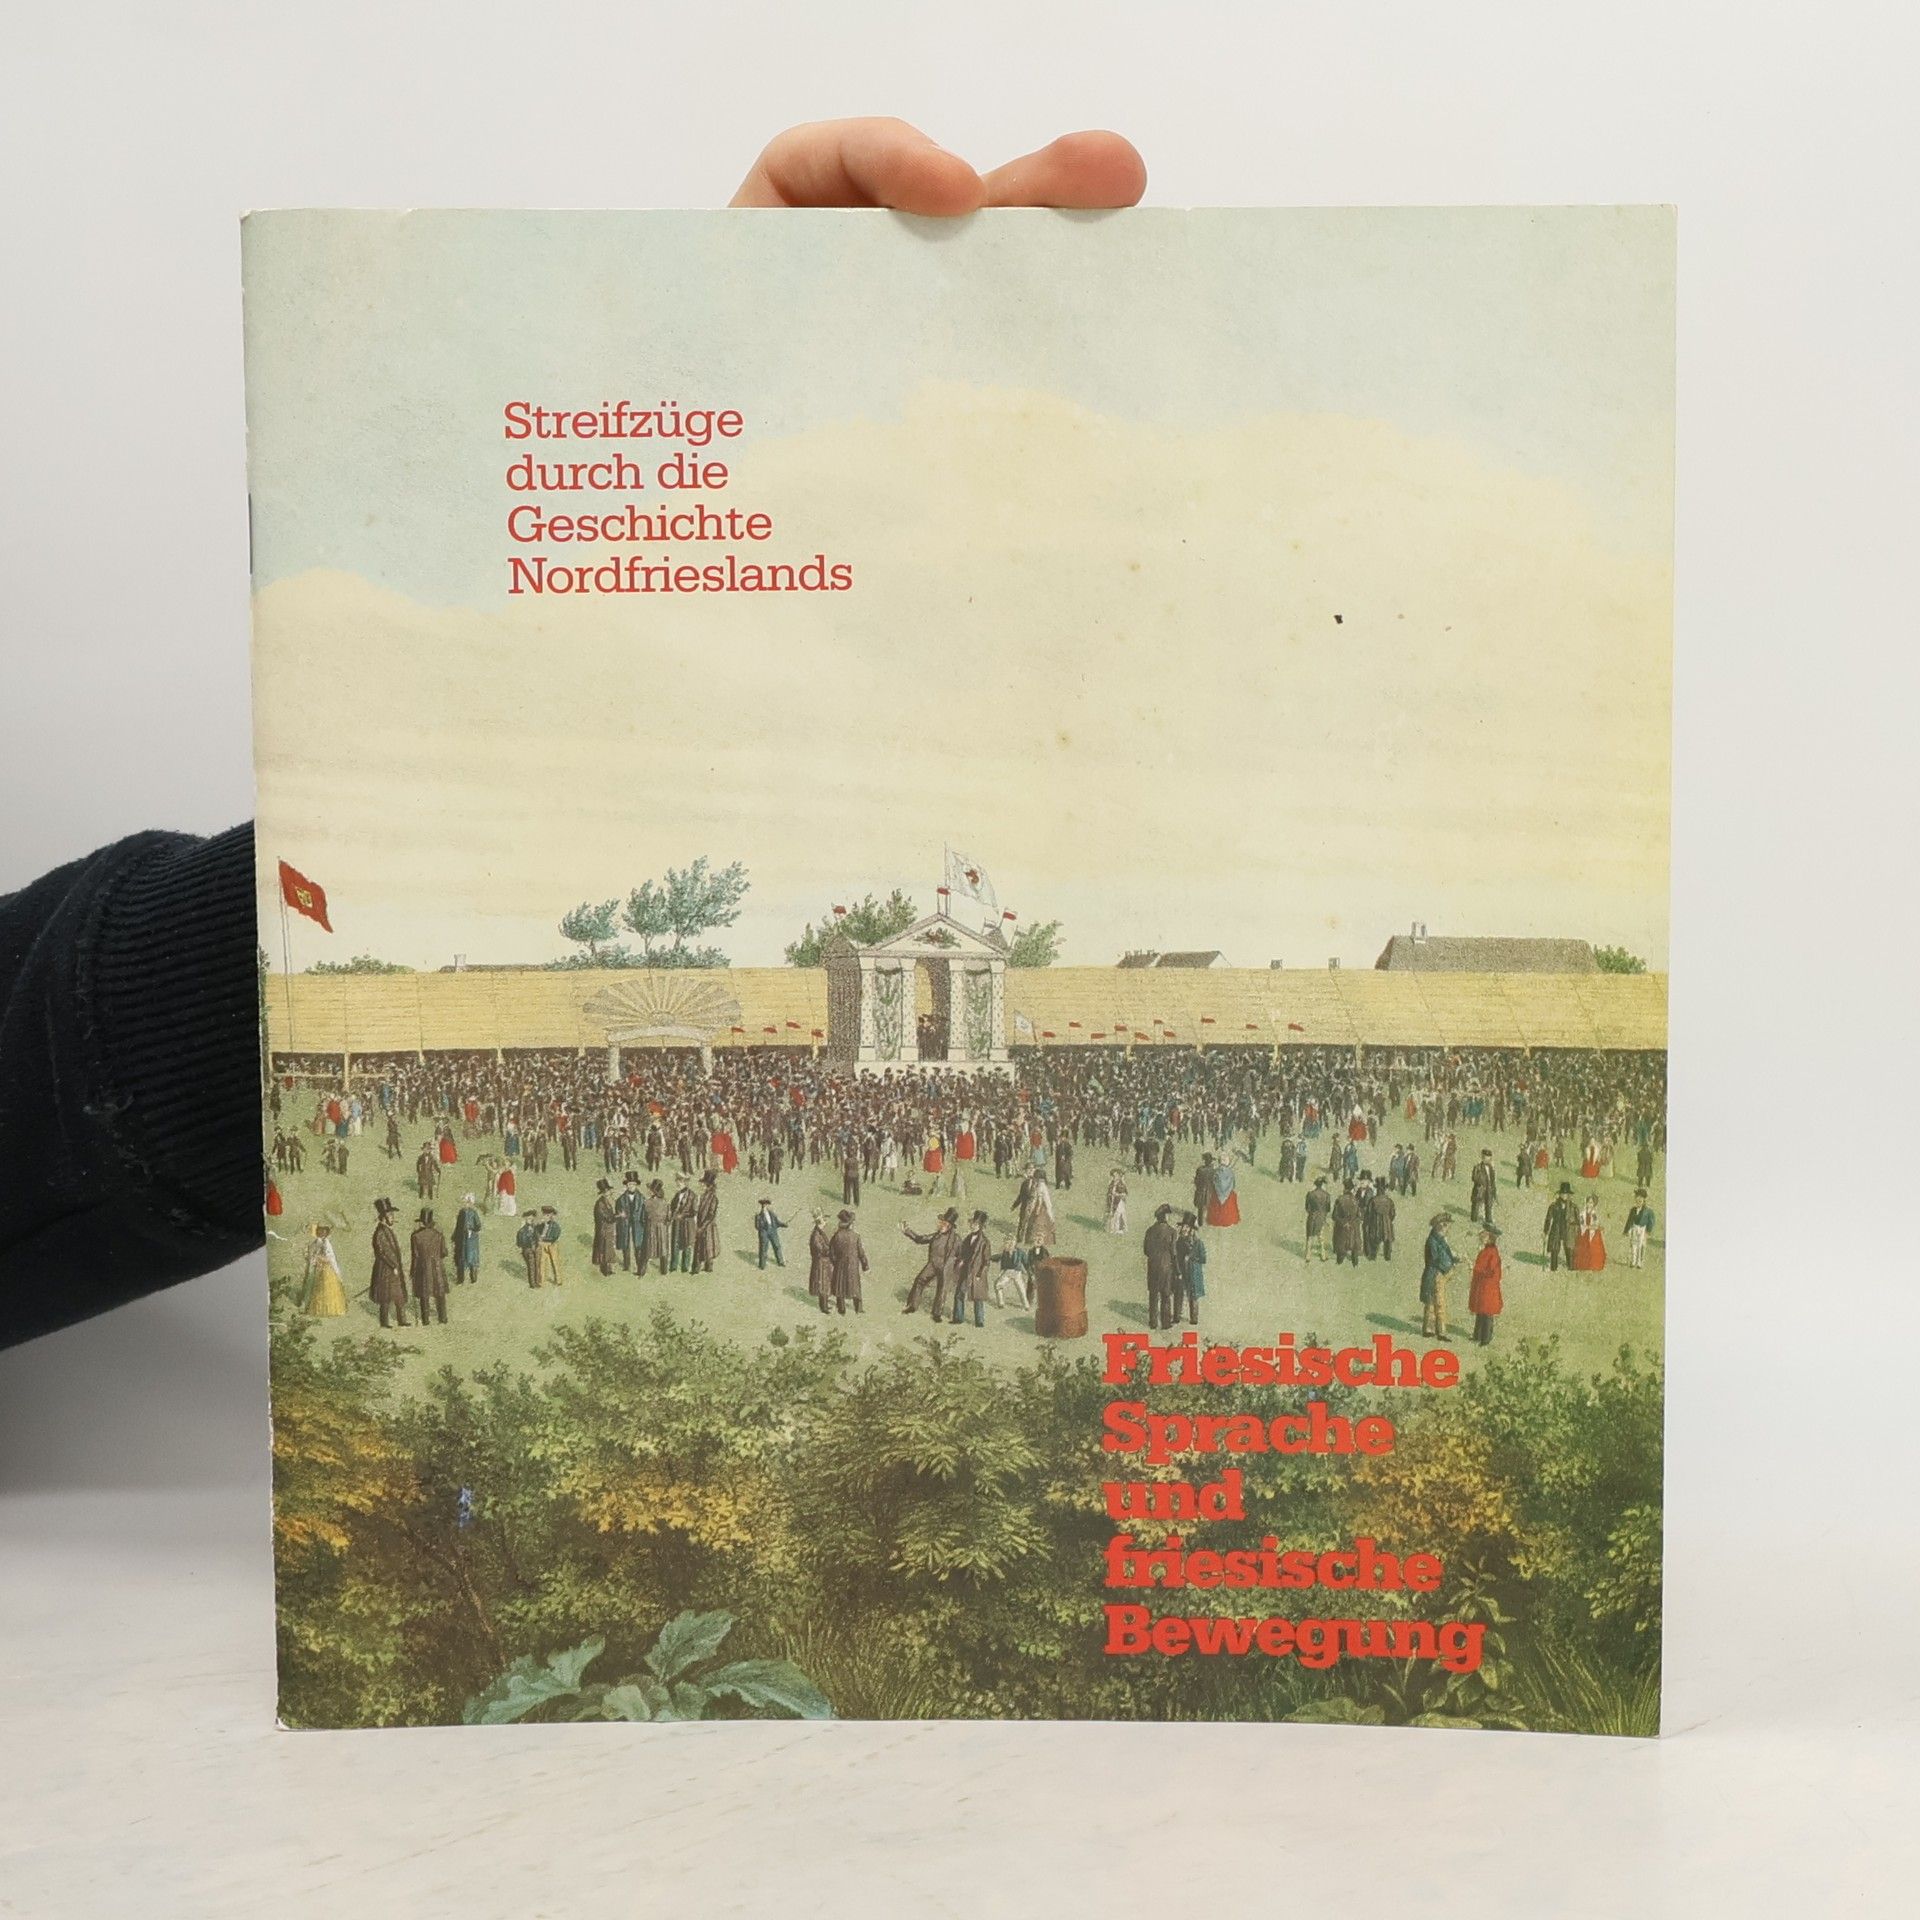 Streifzüge
durch die
Geschichte
Nordfrieslands
Friesische
Sprache
und
friesische
Bewegung